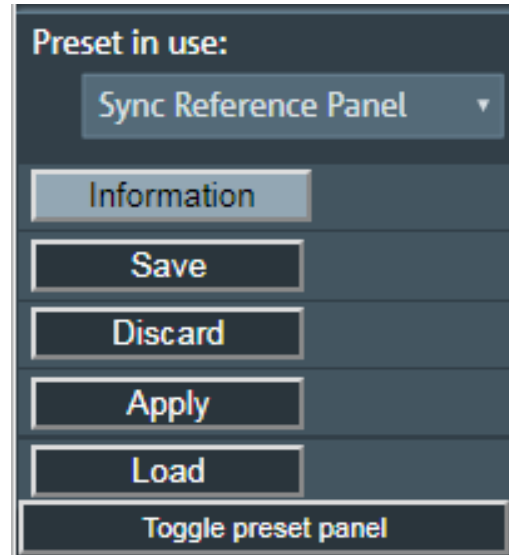 Preset in use:
Sync Reference Panel
Information
Save
Discard
Apply
Load
Toggle preset panel